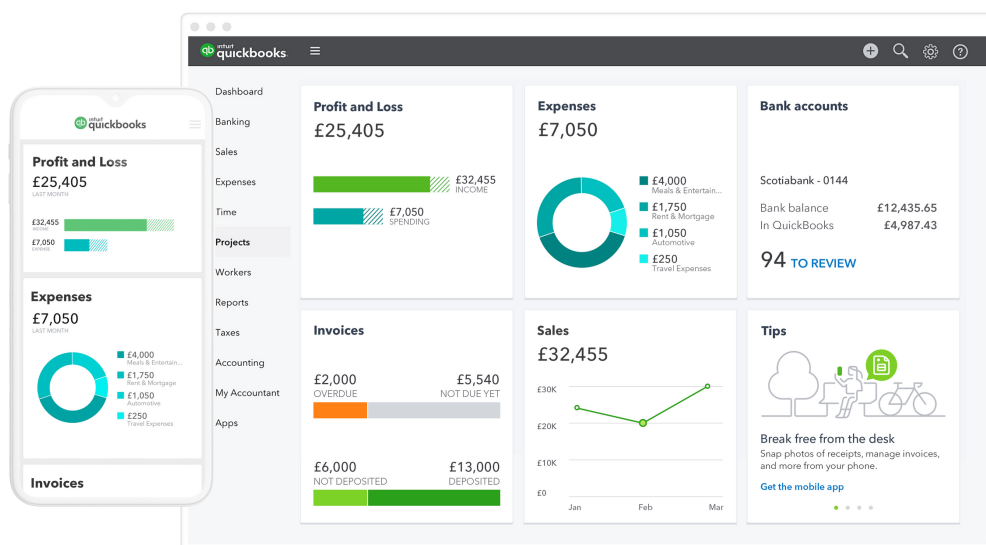 intuit
quickbooks
Profit and Loss
£25,405
LAST MONTH
£32,455
INCOME
£7,050
EXPENSE
Expenses
£7,050
LAST MONTH
£4,000
Meals & Entertain...
£1,750
Rent & Mortgage
£1,050
Automotive
£250
Travel Expenses
Invoices
qb intuit
quickbooks.
Dashboard
Banking
Sales
Expenses
Time
Projects
Workers
Reports
Taxes
Accounting
My Accountant
Apps
Profit and Loss
£25,405
£32,455
INCOME
£7,050
SPENDING
Expenses
£7,050
£4,000
Meals & Entertain...
£1,750
Rent & Mortgage
£1,050
Automotive
£250
Travel Expenses
Bank accounts
Scotiabank - 0144
Bank balance £12,435.65
In QuickBooks £4,987.43
94 TO REVIEW
Invoices
£2,000 £5,540
OVERDUE NOT DUE YET
£6,000 £13,000
NOT DEPOSITED DEPOSITED
Sales
£32,455
£30K
£20K
£10K
£0
Jan Feb Mar
Tips
Break free from the desk
Snap photos of receipts, manage invoices,
and more from your phone.
Get the mobile app